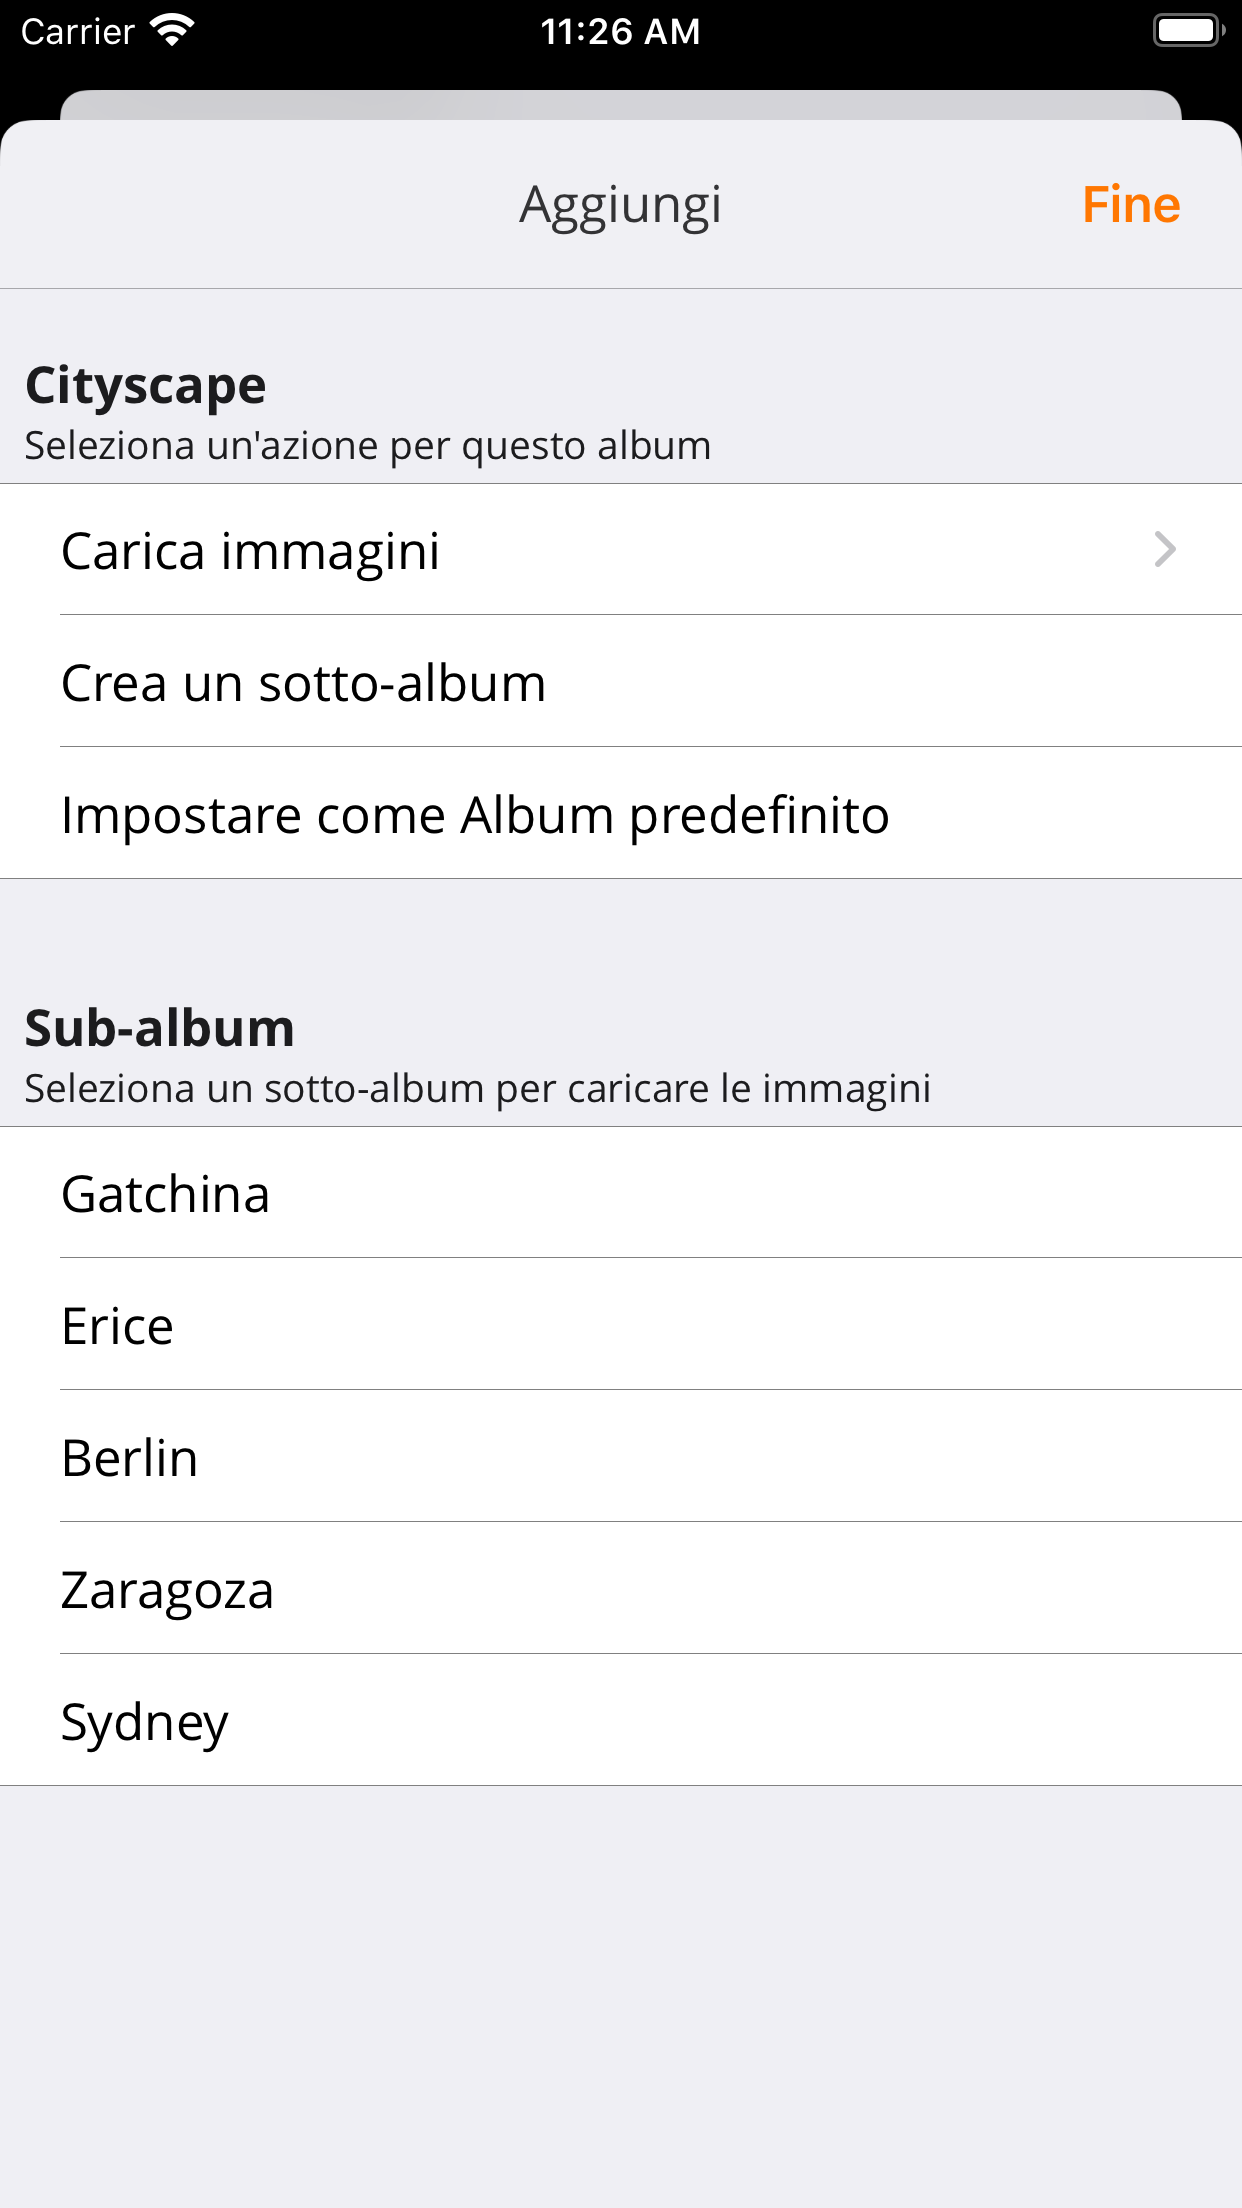 Carrier 11:26 AM
Aggiungi Fine
Cityscape
Seleziona un'azione per questo album
Carica immagini
Crea un sotto-album
Impostare come Album predefinito
Sub-album
Seleziona un sotto-album per caricare le immagini
Gatchina
Erice
Berlin
Zaragoza
Sydney